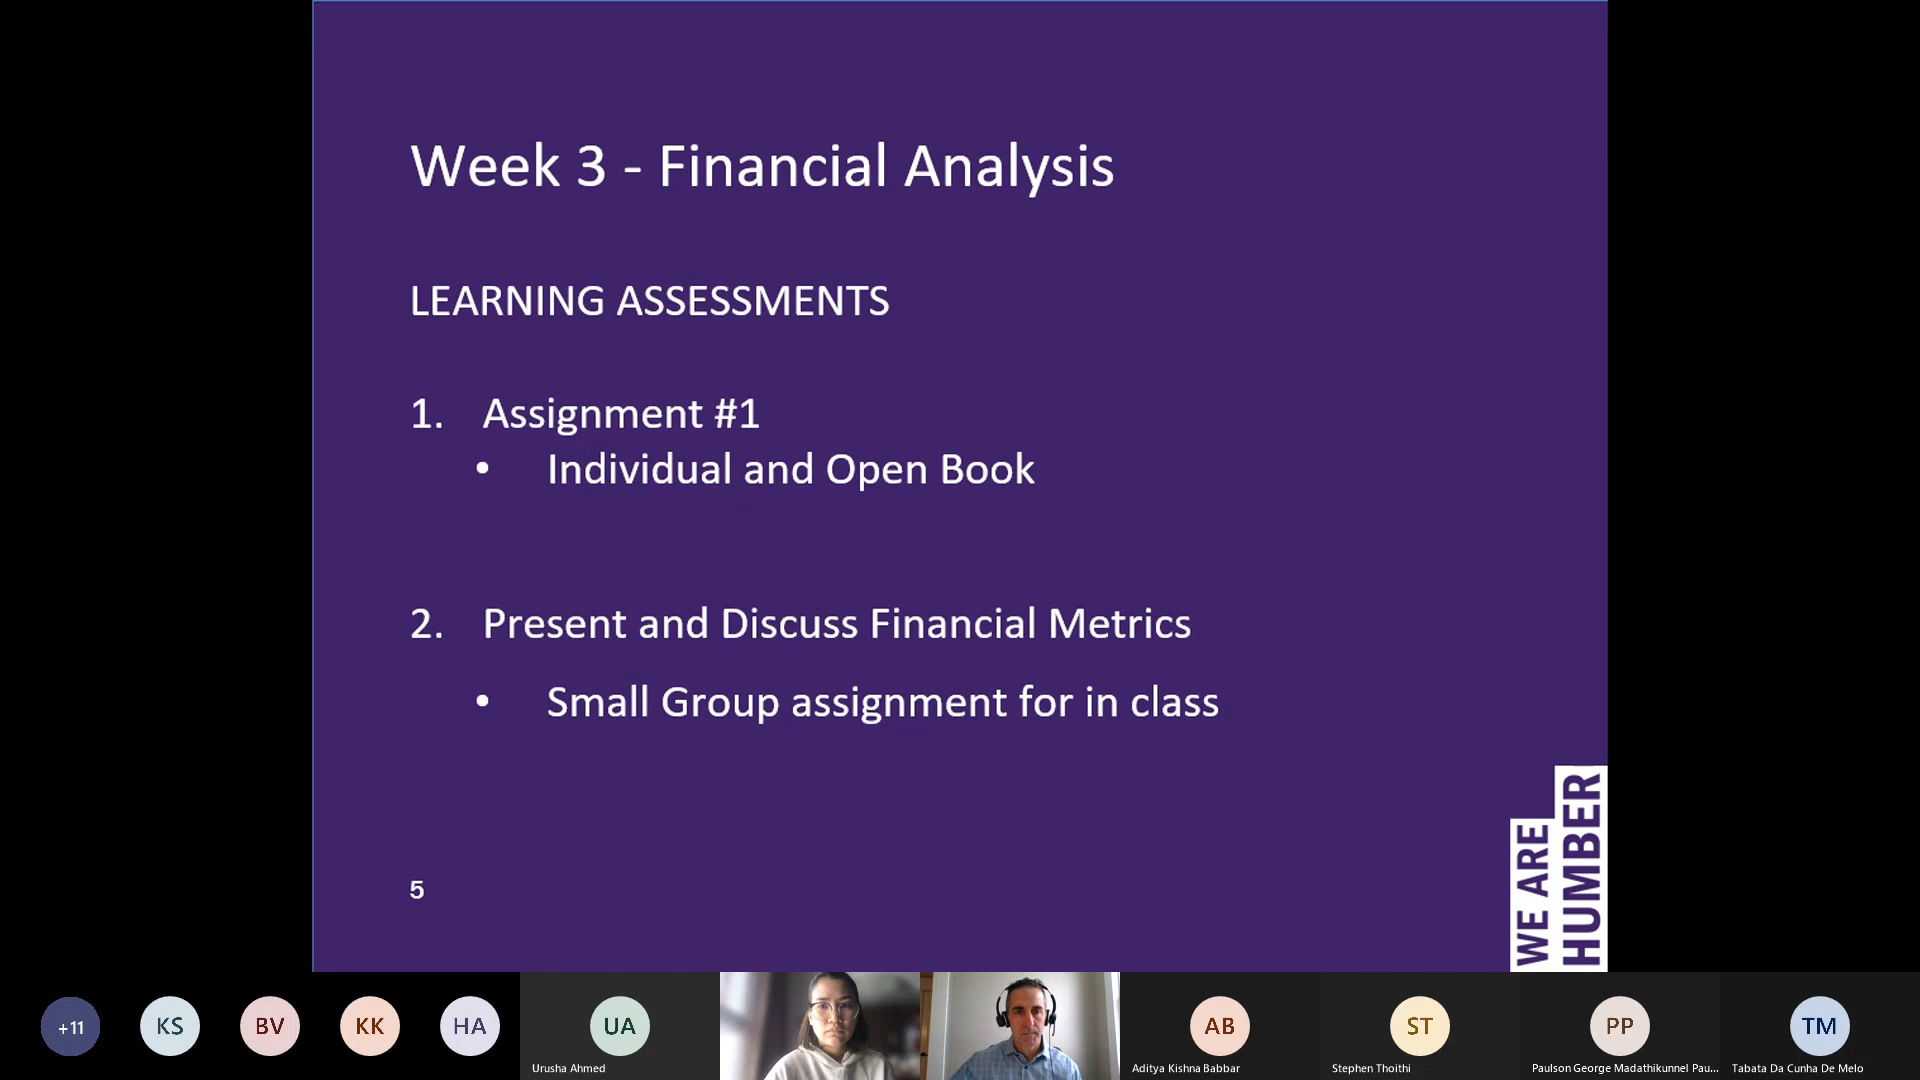 Week 3 - Financial Analysis
LEARNING ASSESSMENTS
1. Assignment #1
• Individual and Open Book
2. Present and Discuss Financial Metrics
• Small Group assignment for in class
5
WE ARE
HUMBER
+11
KS
BV
KK
HA
UA
Urusha Ahmed
AB
Aditya Kishna Babbar
ST
Stephen Thoithi
PP
Paulson George Madathikunnel Pau...
TM
Tabata Da Cunha De Melo